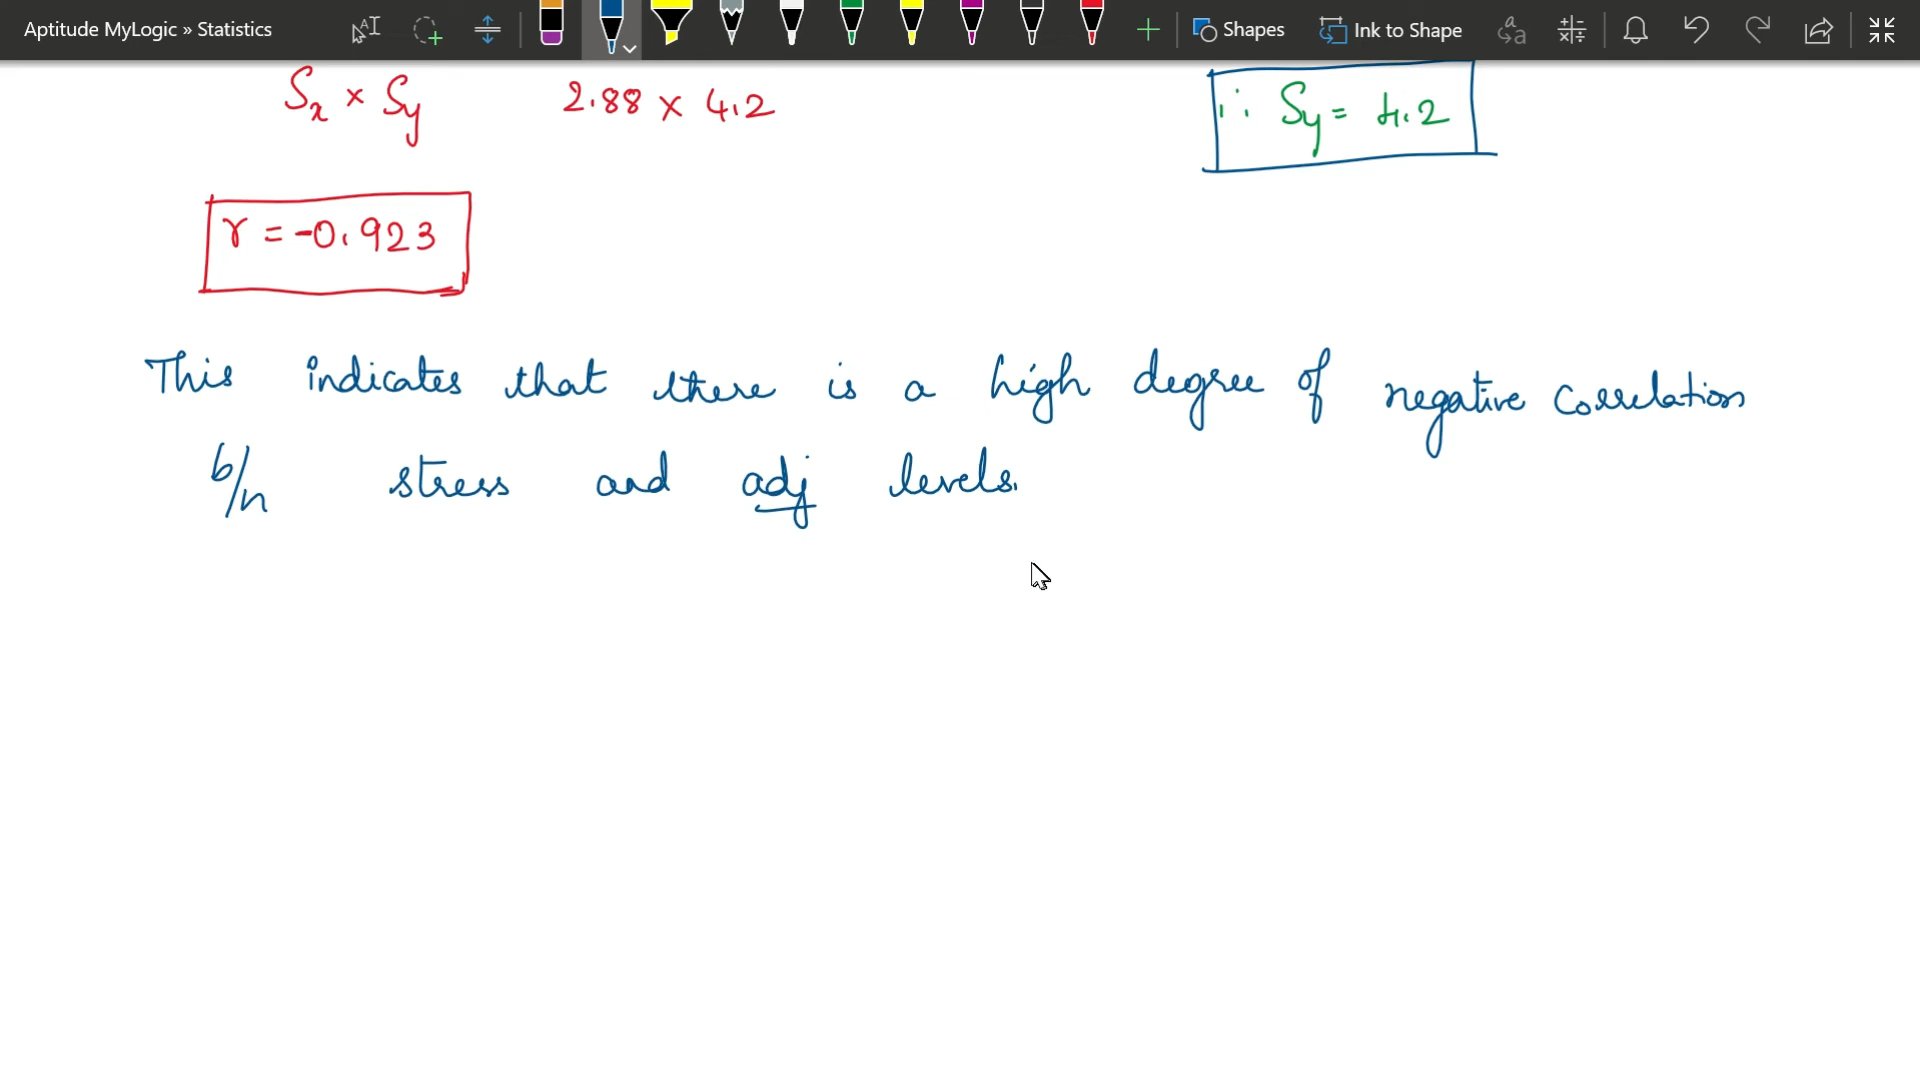 Aptitude MyLogic » Statistics Shapes Ink to Shape
Sx × Sy 2.88 × 4.2
∴ Sy = 4.2
r = -0.923
This indicates that there is a high degree of negative correlation
b/n stress and adj levels.